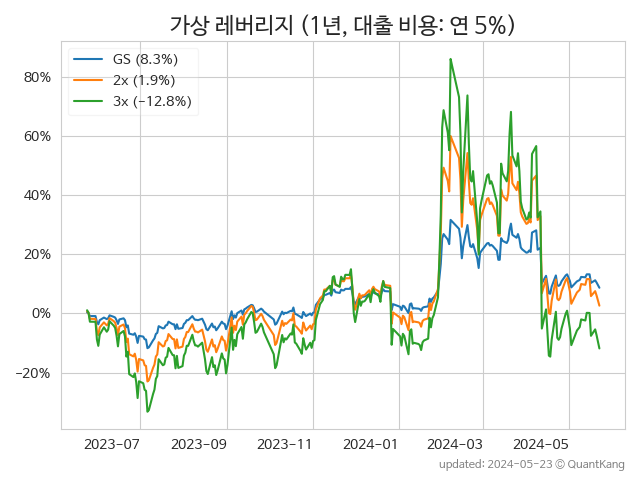 가상 레버리지 (1년, 대출 비용: 연 5%)
GS (8.3%)
2x (1.9%)
3x (−12.8%)
80%
60%
40%
20%
0%
−20%
2023-07
2023-09
2023-11
2024-01
2024-03
2024-05
updated: 2024-05-23 © QuantKang